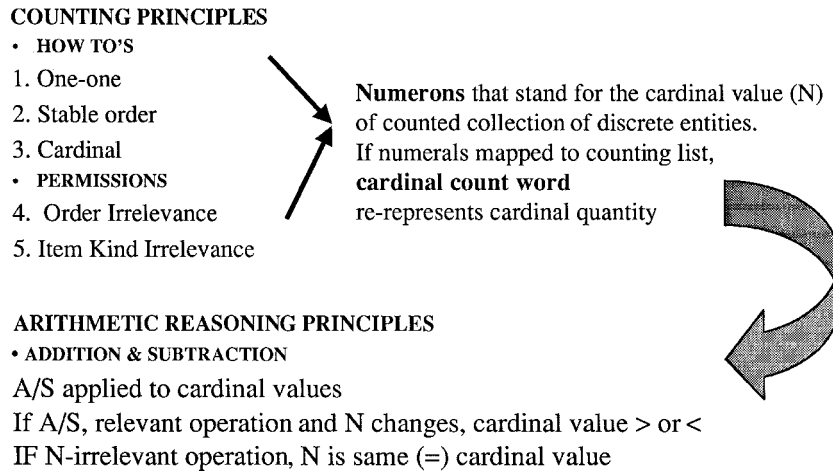 COUNTING PRINCIPLES
• HOW TO'S
1. One-one
2. Stable order
3. Cardinal
• PERMISSIONS
4. Order Irrelevance
5. Item Kind Irrelevance
Numerons that stand for the cardinal value (N)
of counted collection of discrete entities.
If numerals mapped to counting list,
cardinal count word
re-represents cardinal quantity
ARITHMETIC REASONING PRINCIPLES
• ADDITION & SUBTRACTION
A/S applied to cardinal values
If A/S, relevant operation and N changes, cardinal value > or <
IF N-irrelevant operation, N is same (=) cardinal value